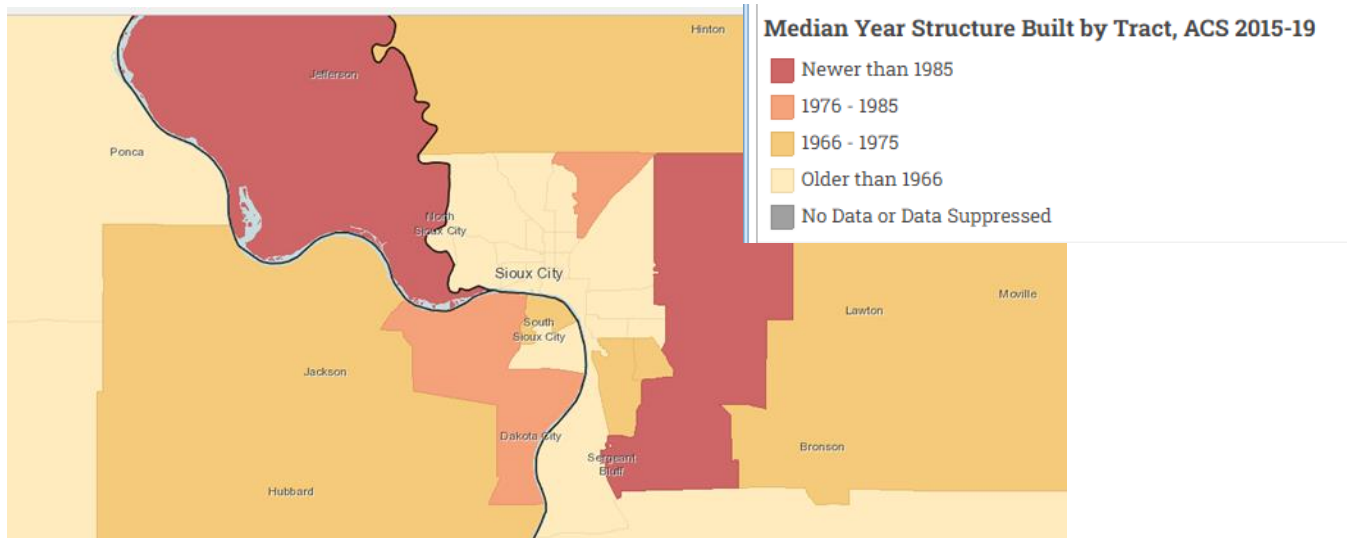 Median Year Structure Built by Tract, ACS 2015-19
Newer than 1985
1976 - 1985
1966 - 1975
Older than 1966
No Data or Data Suppressed
Hinton
Jefferson
Ponca
North
Sioux City
Sioux City
Moville
Lawton
South
Sioux City
Jackson
Dakota City
Bronson
Sergeant
Bluff
Hubbard